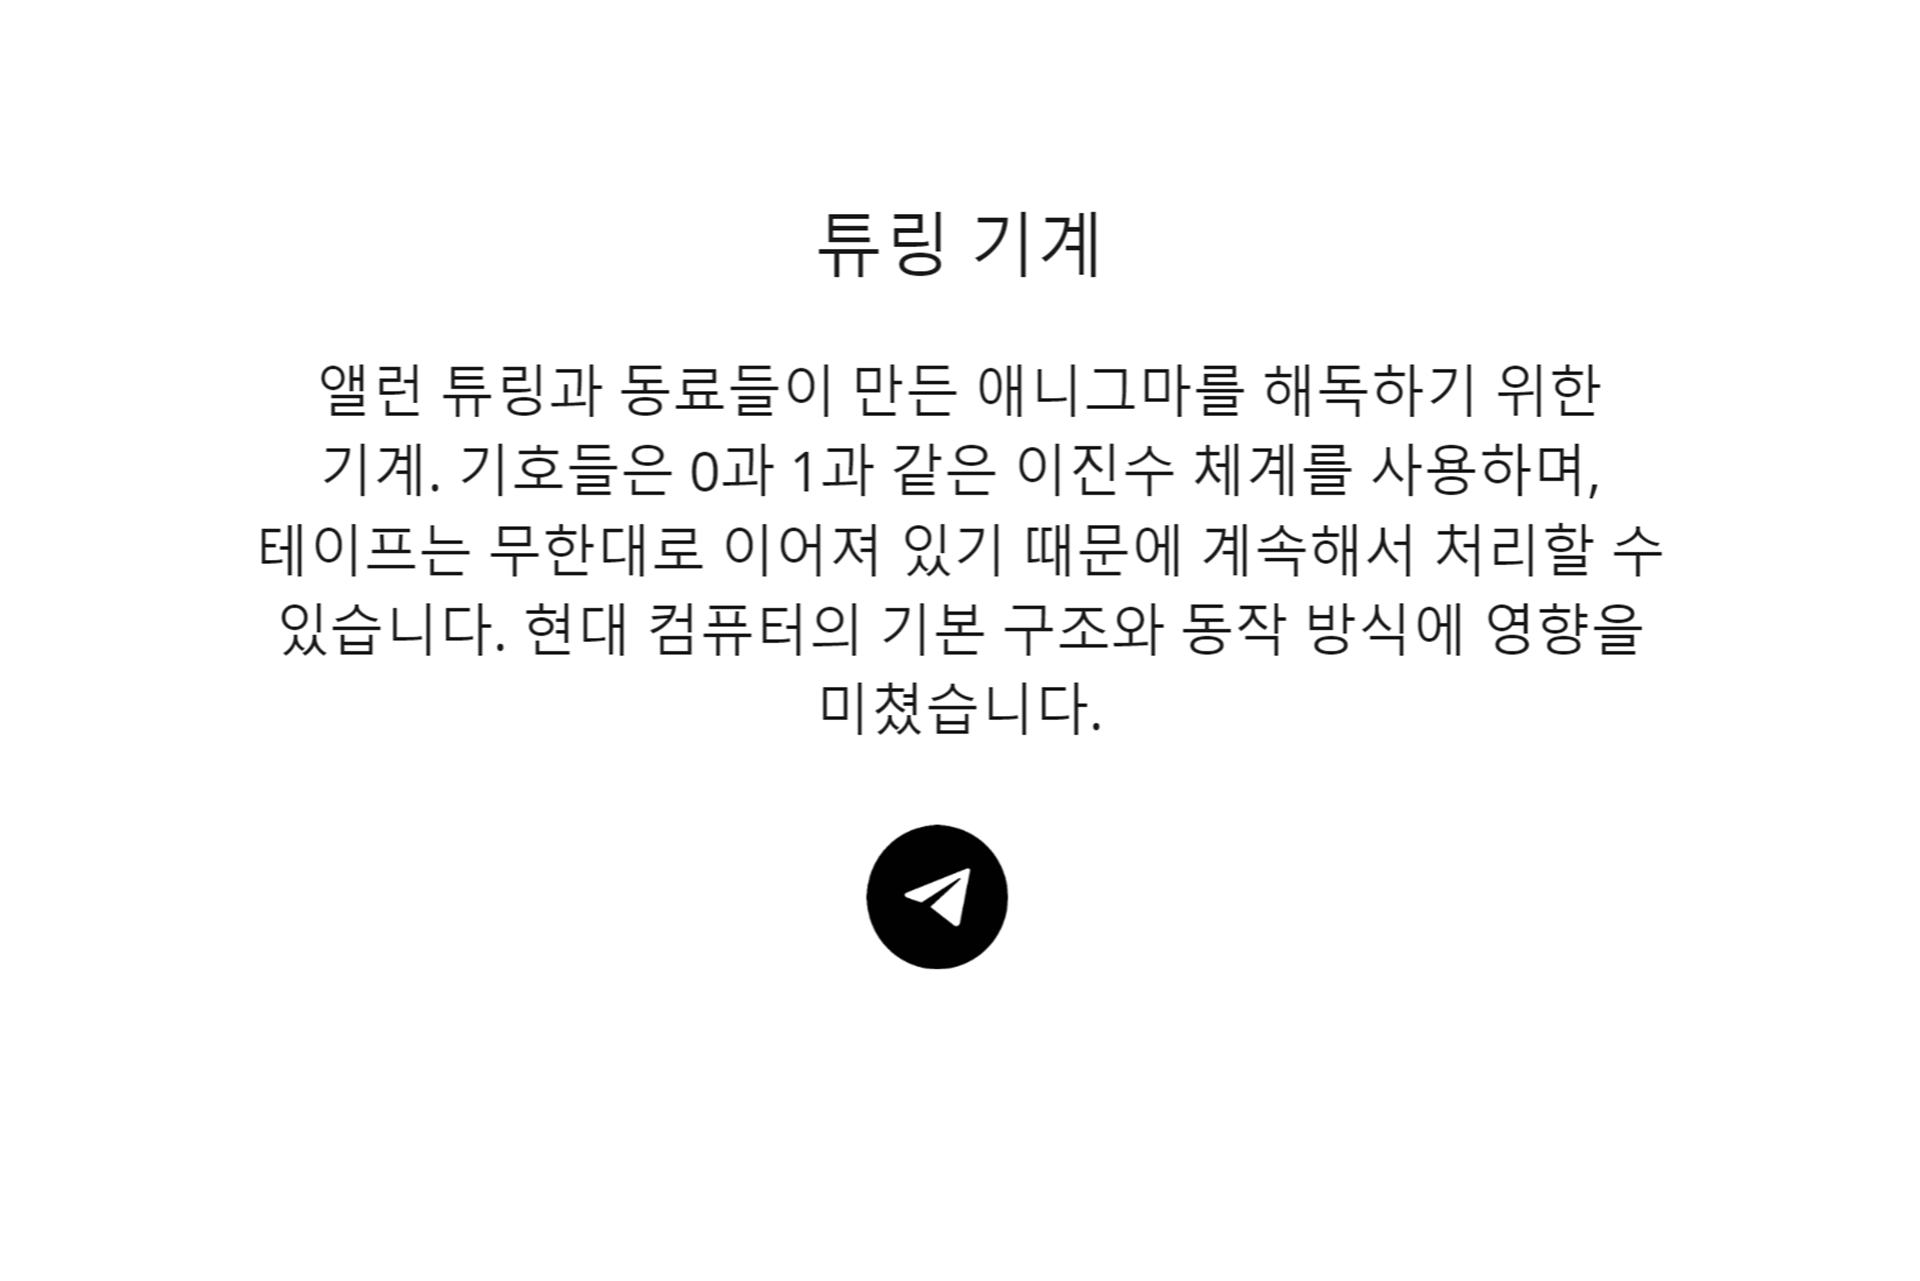 튜링 기계
앨런 튜링과 동료들이 만든 애니그마를 해독하기 위한
기계. 기호들은 0과 1과 같은 이진수 체계를 사용하며,
테이프는 무한대로 이어져 있기 때문에 계속해서 처리할 수
있습니다. 현대 컴퓨터의 기본 구조와 동작 방식에 영향을
미쳤습니다.